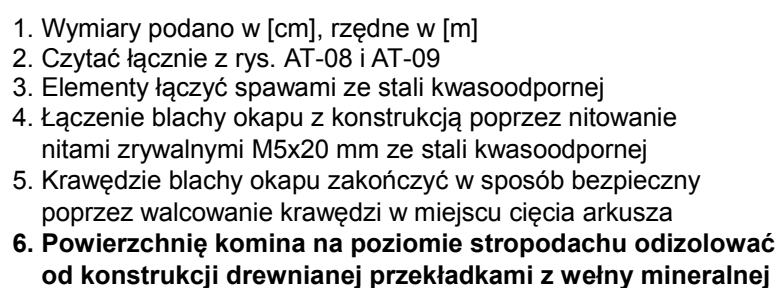 1. Wymiary podano w [cm], rzędne w [m]
2. Czytać łącznie z rys. AT-08 i AT-09
3. Elementy łączyć spawami ze stali kwasoodpornej
4. Łączenie blachy okapu z konstrukcją poprzez nitowanie
nitami zrywalnymi M5x20 mm ze stali kwasoodpornej
5. Krawędzie blachy okapu zakończyć w sposób bezpieczny
poprzez walcowanie krawędzi w miejscu cięcia arkusza
6. Powierzchnię komina na poziomie stropodachu odizolować
od konstrukcji drewnianej przekładkami z wełny mineralnej